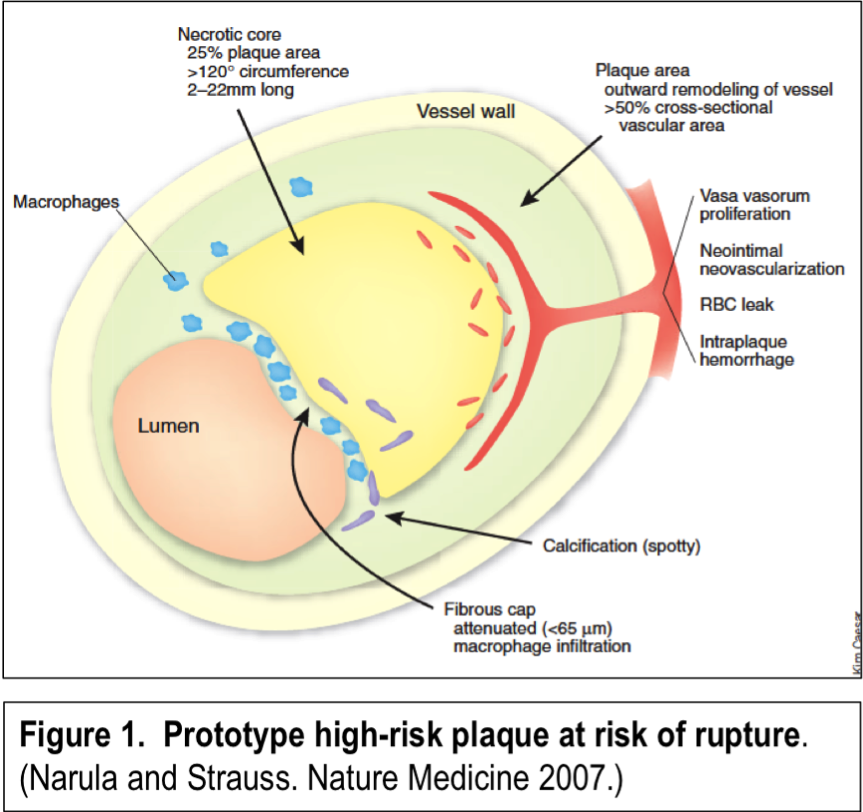 Necrotic core
25% plaque area
>120° circumference
2–22mm long
Plaque area
outward remodeling of vessel
>50% cross-sectional
vascular area
Vessel wall
Macrophages
Vasa vasorum
proliferation
Neointimal
neovascularization
RBC leak
Intraplaque
hemorrhage
Lumen
Calcification (spotty)
Fibrous cap
attenuated (<65 μm)
macrophage infiltration
Kim Caesar
Figure 1.  Prototype high-risk plaque at risk of rupture.
(Narula and Strauss. Nature Medicine 2007.)